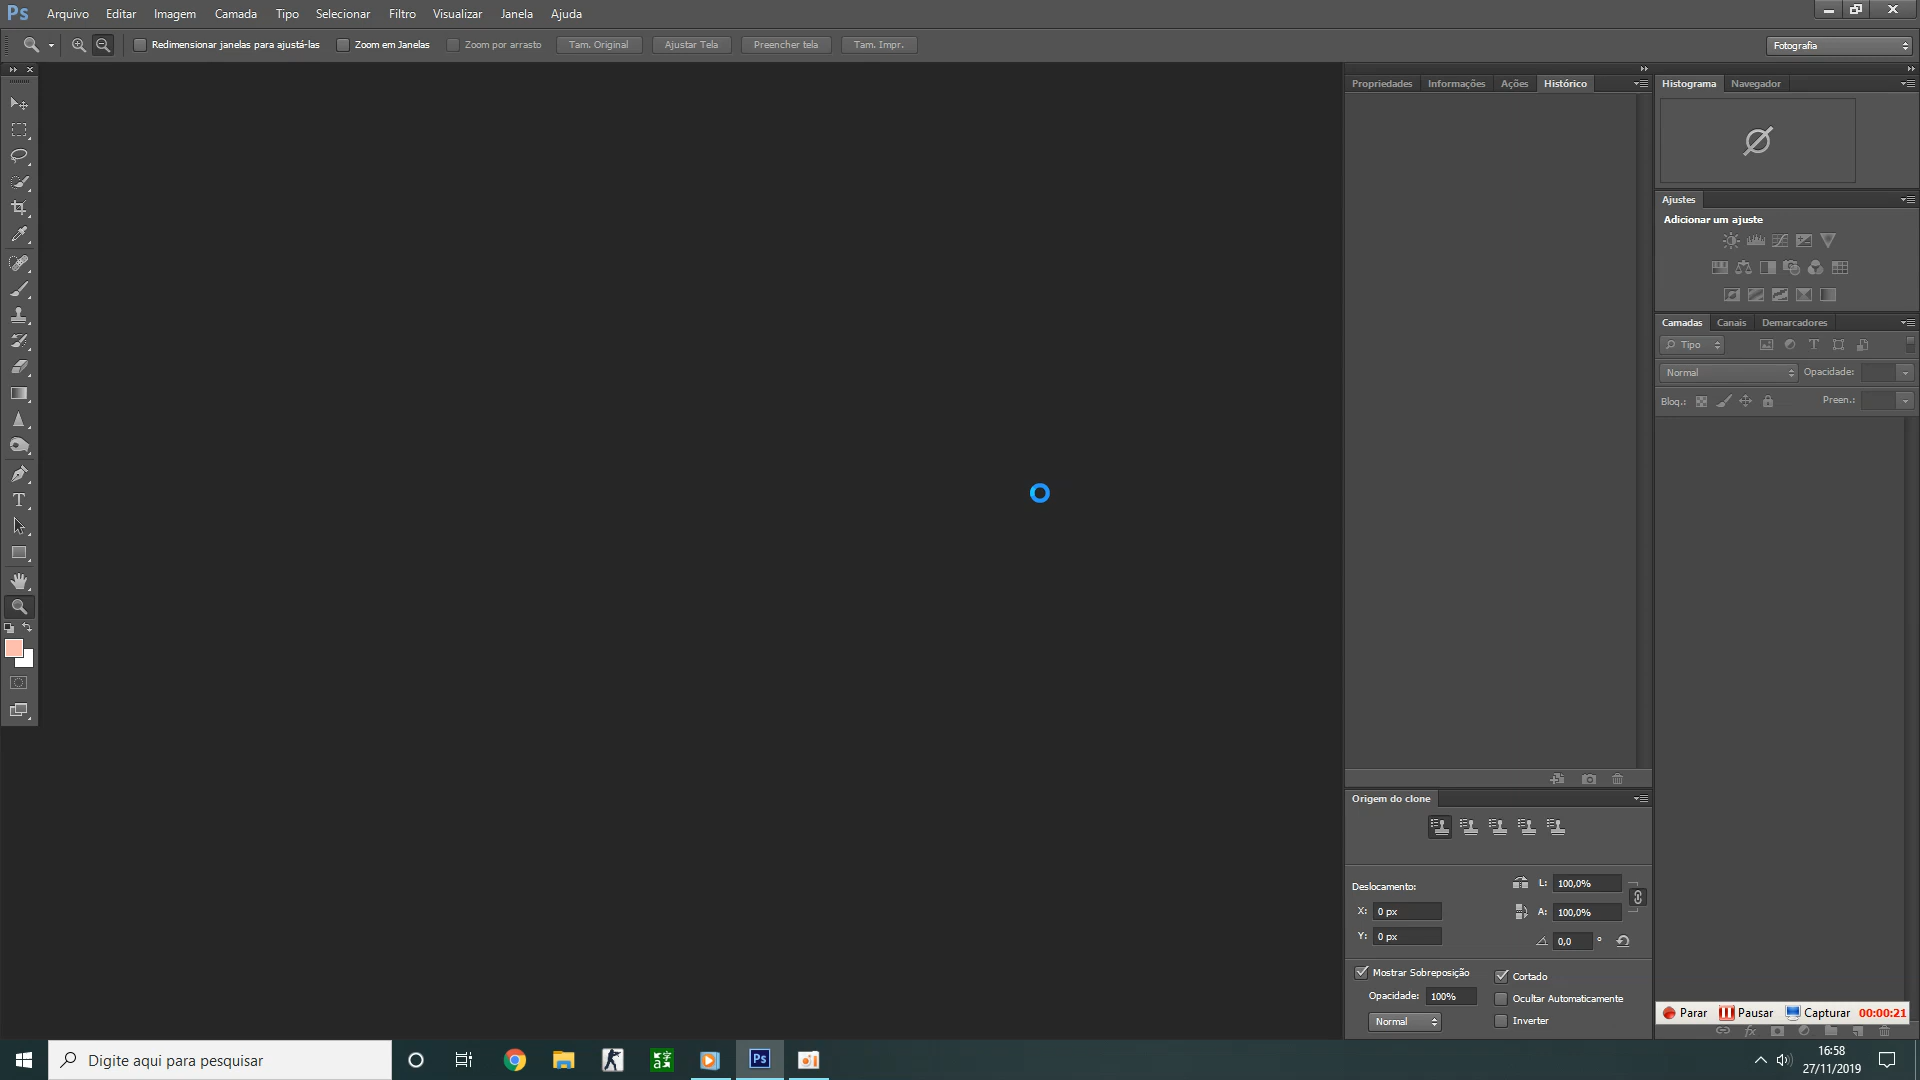 Ps Arquivo Editar Imagem Camada Tipo Selecionar Filtro Visualizar Janela Ajuda
Redimensionar janelas para ajustá-las Zoom em Janelas Zoom por arrasto Tam. Original Ajustar Tela Preencher tela Tam. Impr. Fotografia
Propriedades Informações Ações Histórico
Histograma Navegador
Ajustes
Adicionar um ajuste
Camadas Canais Demarcadores
Tipo
Normal Opacidade:
Bloq.: Preen.:
Origem do clone
Deslocamento: L: 100,0%
X: 0 px A: 100,0%
Y: 0 px 0,0 °
Mostrar Sobreposição Cortado
Opacidade: 100% Ocultar Automaticamente
Normal Inverter
Parar Pausar Capturar 00:00:21
Digite aqui para pesquisar
Ps
16:58
27/11/2019